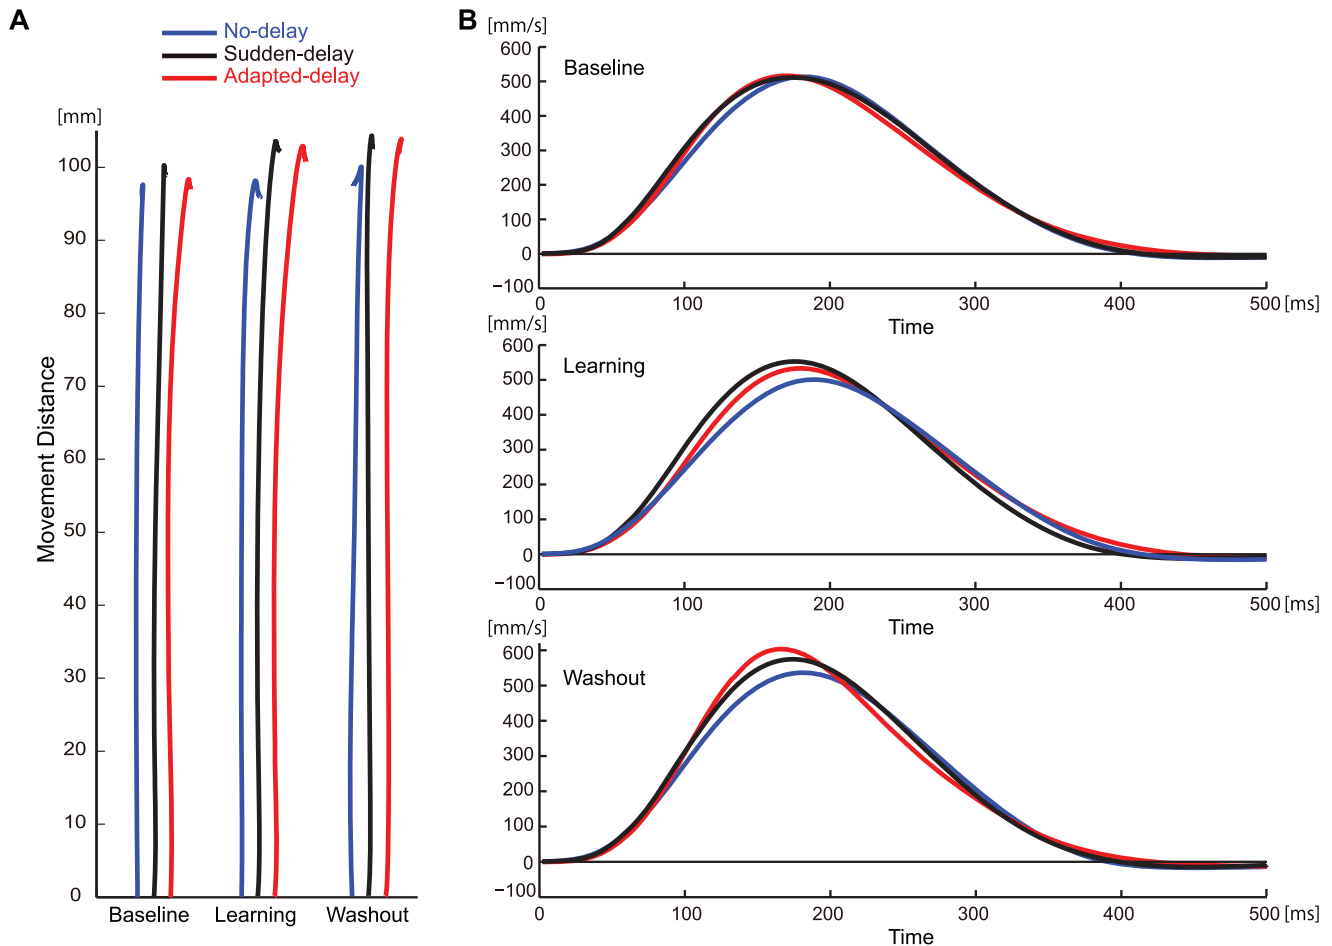 A
No-delay
Sudden-delay
Adapted-delay
[mm]
100
90
80
70
60
50
40
30
20
10
0
Movement Distance
Baseline Learning Washout
B
[mm/s]
600
500
400
300
200
100
0
−100
Baseline
0 100 200 300 400 500 [ms]
Time
[mm/s]
600
500
400
300
200
100
0
−100
Learning
0 100 200 300 400 500 [ms]
Time
[mm/s]
600
500
400
300
200
100
0
−100
Washout
0 100 200 300 400 500 [ms]
Time